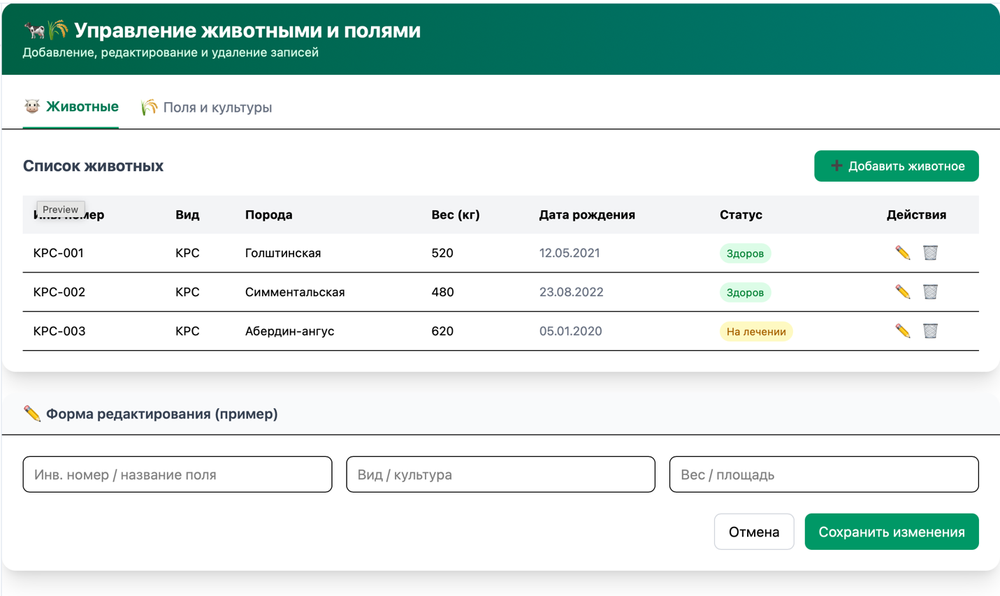 Управление животными и полями
Добавление, редактирование и удаление записей
Животные Поля и культуры
Список животных
Добавить животное
Preview
номер Вид Порода Вес (кг) Дата рождения Статус Действия
КРС-001 КРС Голштинская 520 12.05.2021 Здоров
КРС-002 КРС Симментальская 480 23.08.2022 Здоров
КРС-003 КРС Абердин-ангус 620 05.01.2020 На лечении
Форма редактирования (пример)
Инв. номер / название поля Вид / культура Вес / площадь
Отмена Сохранить изменения